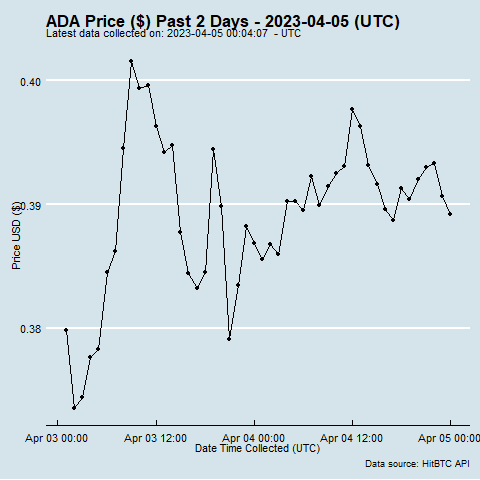 ADA Price ($) Past 2 Days - 2023-04-05 (UTC)
Latest data collected on: 2023-04-05 00:04:07  - UTC
0.40
0.39
0.38
Price USD ($)
Apr 03 00:00
Apr 03 12:00
Apr 04 00:00
Apr 04 12:00
Apr 05 00:00
Date Time Collected (UTC)
Data source: HitBTC API